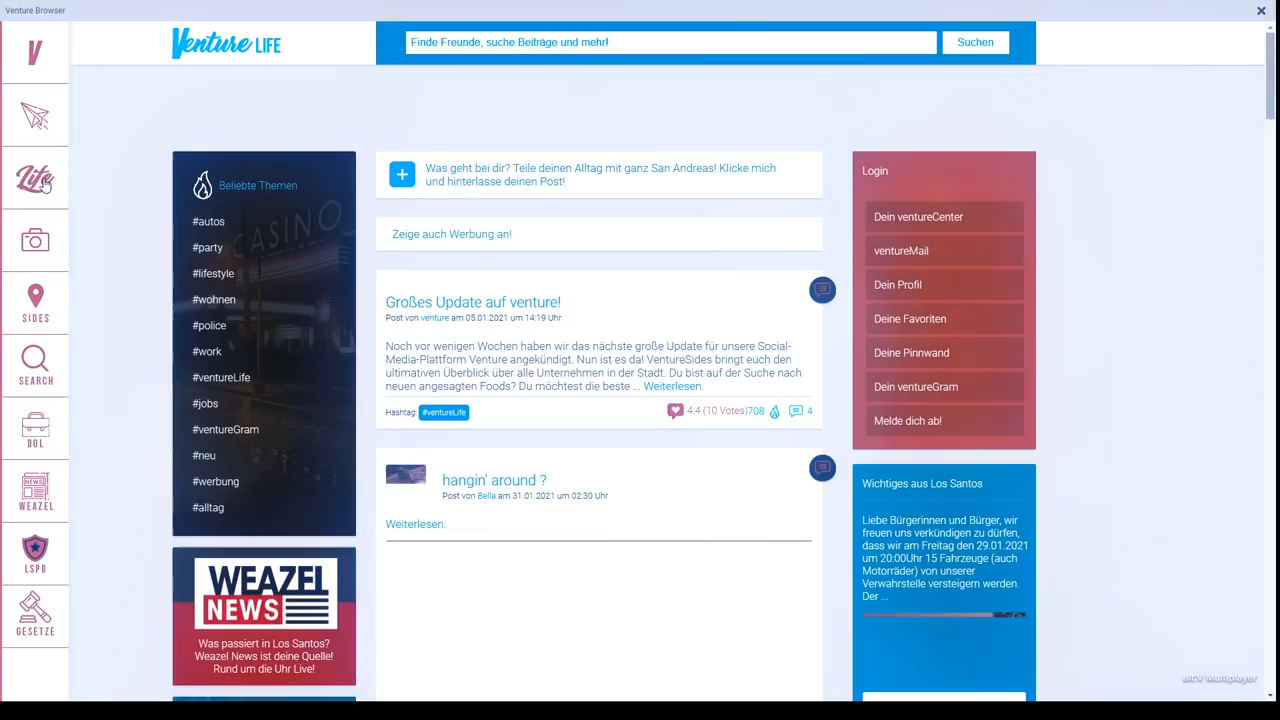 Venture Browser
Venture LIFE
Finde Freunde, suche Beiträge und mehr!
Suchen
V
Life
SIDES
SEARCH
DOL
NEWS
WEAZEL
LSPD
GESETZE
Beliebte Themen
#autos
#party
#lifestyle
#wohnen
#police
#work
#ventureLife
#jobs
#ventureGram
#neu
#werbung
#alltag
CASINO
WEAZEL
NEWS
Was passiert in Los Santos?
Weazel News ist deine Quelle!
Rund um die Uhr Live!
Was geht bei dir? Teile deinen Alltag mit ganz San Andreas! Klicke mich
und hinterlasse deinen Post!
Zeige auch Werbung an!
Großes Update auf venture!
Post von venture am 05.01.2021 um 14:19 Uhr
Noch vor wenigen Wochen haben wir das nächste große Update für unsere Social-
Media-Plattform Venture angekündigt. Nun ist es da! VentureSides bringt euch den
ultimativen Überblick über alle Unternehmen in der Stadt. Du bist auf der Suche nach
neuen angesagten Foods? Du möchtest die beste ... Weiterlesen.
Hashtag: #ventureLife
4.4 (10 Votes)708 4
hangin' around ?
Post von Bella am 31.01.2021 um 02:30 Uhr
Weiterlesen.
Login
Dein ventureCenter
ventureMail
Dein Profil
Deine Favoriten
Deine Pinnwand
Dein ventureGram
Melde dich ab!
Wichtiges aus Los Santos
Liebe Bürgerinnen und Bürger, wir
freuen uns verkündigen zu dürfen,
dass wir am Freitag den 29.01.2021
um 20:00Uhr 15 Fahrzeuge (auch
Motorräder) von unserer
Verwahrstelle versteigern werden.
Der ...
alt:V Multiplayer